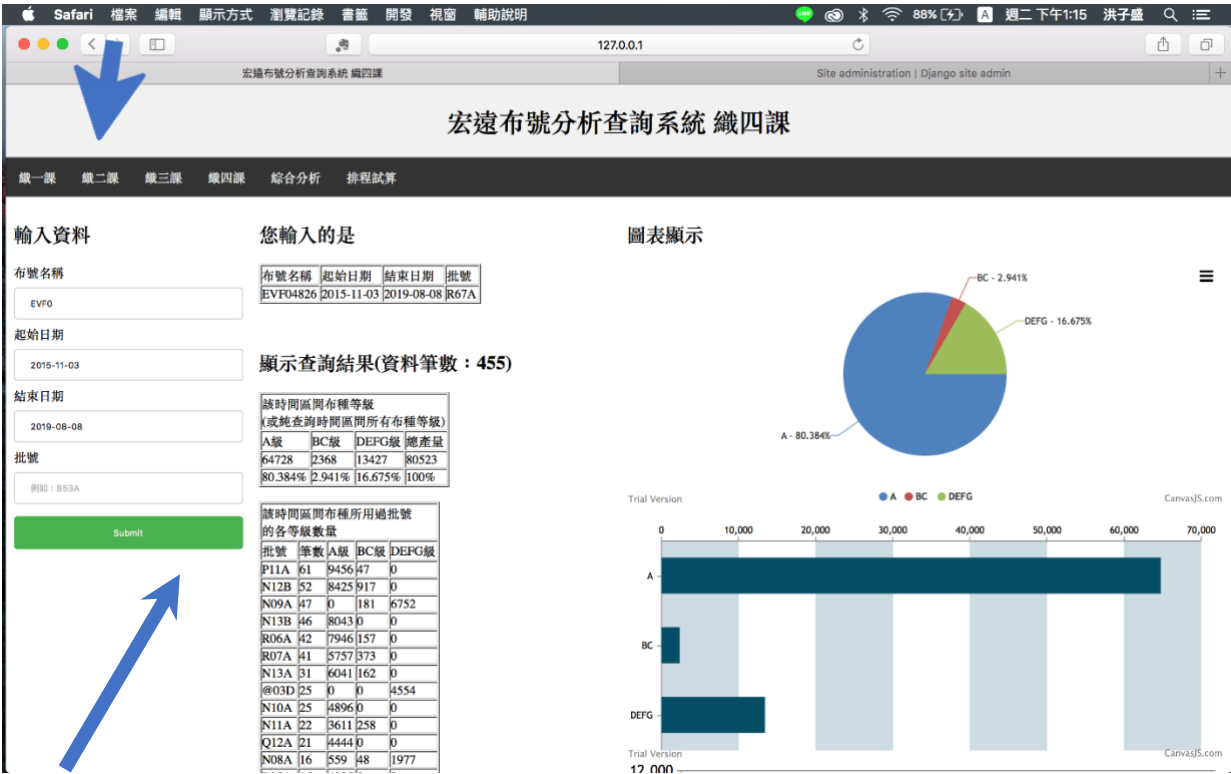 Safari 檔案 編輯 顯示方式 瀏覽記錄 書籤 開發 視窗 輔助說明 88% A 週二下午1:15 洪子盛
127.0.0.1
宏遠布號分析查詢系統 織四課 Site administration | Django site admin
宏遠布號分析查詢系統 織四課
織一課 織二課 織三課 織四課 綜合分析 排程試算
輸入資料
布號名稱
EVF0
起始日期
2015-11-03
結束日期
2019-08-08
批號
例如：B53A
Submit
您輸入的是
布號名稱 起始日期 結束日期 批號
EVF04826 2015-11-03 2019-08-08 R67A
顯示查詢結果(資料筆數：455)
該時間區間布種等級
(或純查詢時間區間所有布種等級)
A級 BC級 DEFG級 總產量
64728 2368 13427 80523
80.384% 2.941% 16.675% 100%
該時間區間布種所用過批號
的各等級數量
批號 筆數 A級 BC級 DEFG級
P11A 61 9456 47 0
N12B 52 8425 917 0
N09A 47 0 181 6752
N13B 46 8043 0 0
R06A 42 7946 157 0
R07A 41 5757 373 0
N13A 31 6041 162 0
@03D 25 0 0 4554
N10A 25 4896 0 0
N11A 22 3611 258 0
Q12A 21 4444 0 0
N08A 16 559 48 1977
圖表顯示
BC - 2.941%
DEFG - 16.675%
A - 80.384%
A BC DEFG
Trial Version CanvasJS.com
0 10,000 20,000 30,000 40,000 50,000 60,000 70,000
A
BC
DEFG
Trial Version CanvasJS.com
12,000